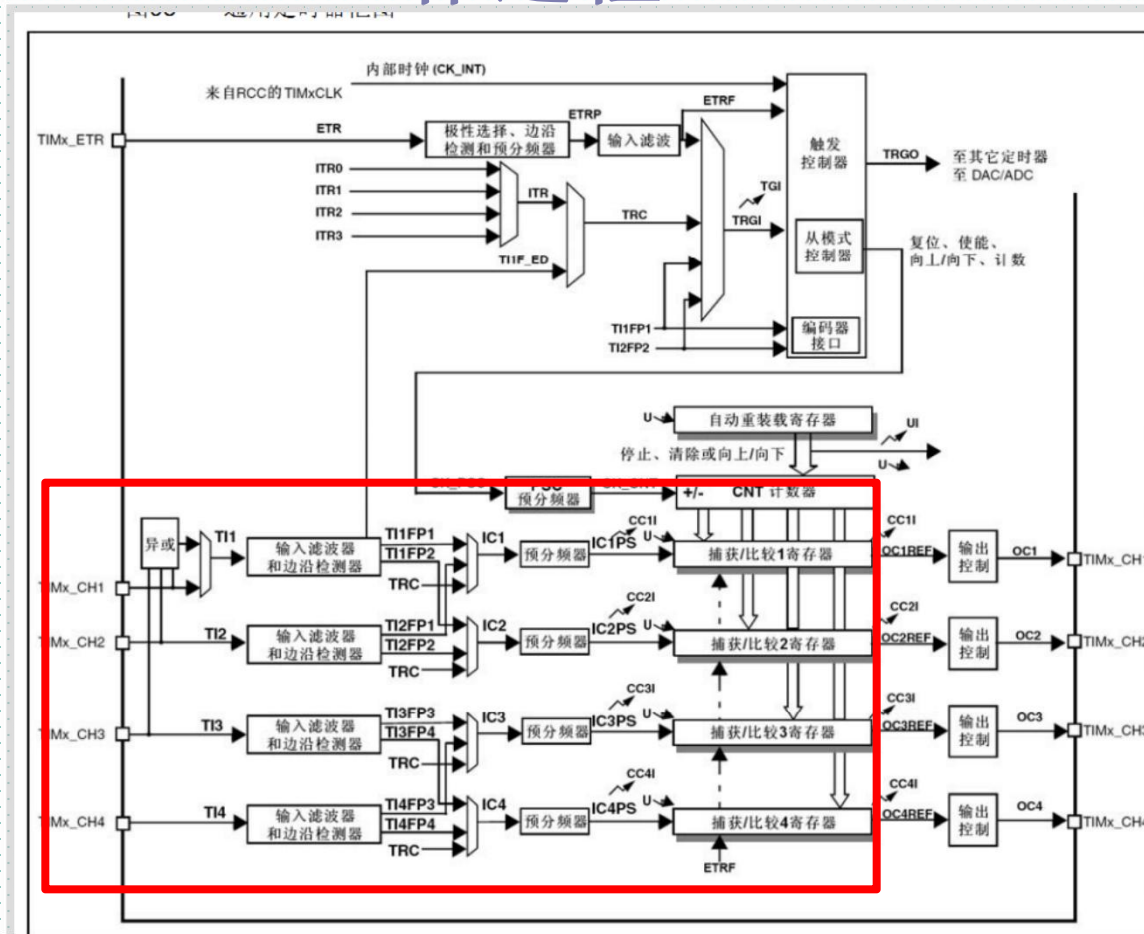 内部时钟(CK_INT)
来自RCC的TIMxCLK
TIMx_ETR
ETR
极性选择、边沿
检测和预分频器
ETRP
输入滤波
ETRF
触发
控制器
TRGO
至其它定时器
至 DAC/ADC
ITR0
ITR1
ITR2
ITR3
ITR
TRC
TI1F_ED
TGI
TRGI
从模式
控制器
复位、使能、
向上/向下、计数
TI1FP1
TI2FP2
编码器
接口
U
自动重装载寄存器
UI
停止、清除或向上/向下
U
预分频器
+/-
CNT 计数器
异或
TI1
TIMx_CH1
输入滤波器
和边沿检测器
TI1FP1
TI1FP2
TRC
IC1
预分频器
IC1PS
CC1I
U
捕获/比较1寄存器
CC1I
OC1REF
输出
控制
OC1
TIMx_CH1
TIMx_CH2
TI2
输入滤波器
和边沿检测器
TI2FP1
TI2FP2
TRC
IC2
预分频器
IC2PS
CC2I
U
捕获/比较2寄存器
CC2I
OC2REF
输出
控制
OC2
TIMx_CH2
TIMx_CH3
TI3
输入滤波器
和边沿检测器
TI3FP3
TI3FP4
TRC
IC3
预分频器
IC3PS
CC3I
U
捕获/比较3寄存器
CC3I
OC3REF
输出
控制
OC3
TIMx_CH3
TIMx_CH4
TI4
输入滤波器
和边沿检测器
TI4FP3
TI4FP4
TRC
IC4
预分频器
IC4PS
CC4I
U
捕获/比较4寄存器
CC4I
OC4REF
输出
控制
OC4
TIMx_CH4
ETRF